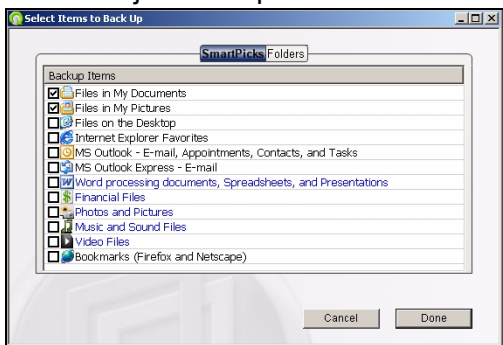 Select Items to Back Up
SmartPicks Folders
Backup Items
Files in My Documents
Files in My Pictures
Files on the Desktop
Internet Explorer Favorites
MS Outlook - E-mail, Appointments, Contacts, and Tasks
MS Outlook Express - E-mail
Word processing documents, Spreadsheets, and Presentations
Financial Files
Photos and Pictures
Music and Sound Files
Video Files
Bookmarks (Firefox and Netscape)
Cancel Done